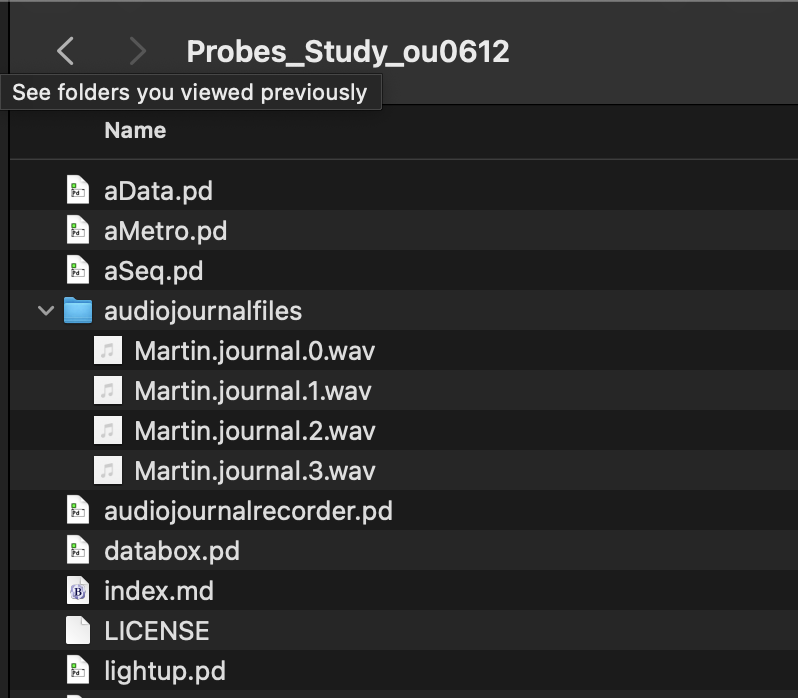 Probes_Study_ou0612
See folders you viewed previously
Name
aData.pd
aMetro.pd
aSeq.pd
audiojournalfiles
Martin.journal.0.wav
Martin.journal.1.wav
Martin.journal.2.wav
Martin.journal.3.wav
audiojournalrecorder.pd
databox.pd
index.md
LICENSE
lightup.pd